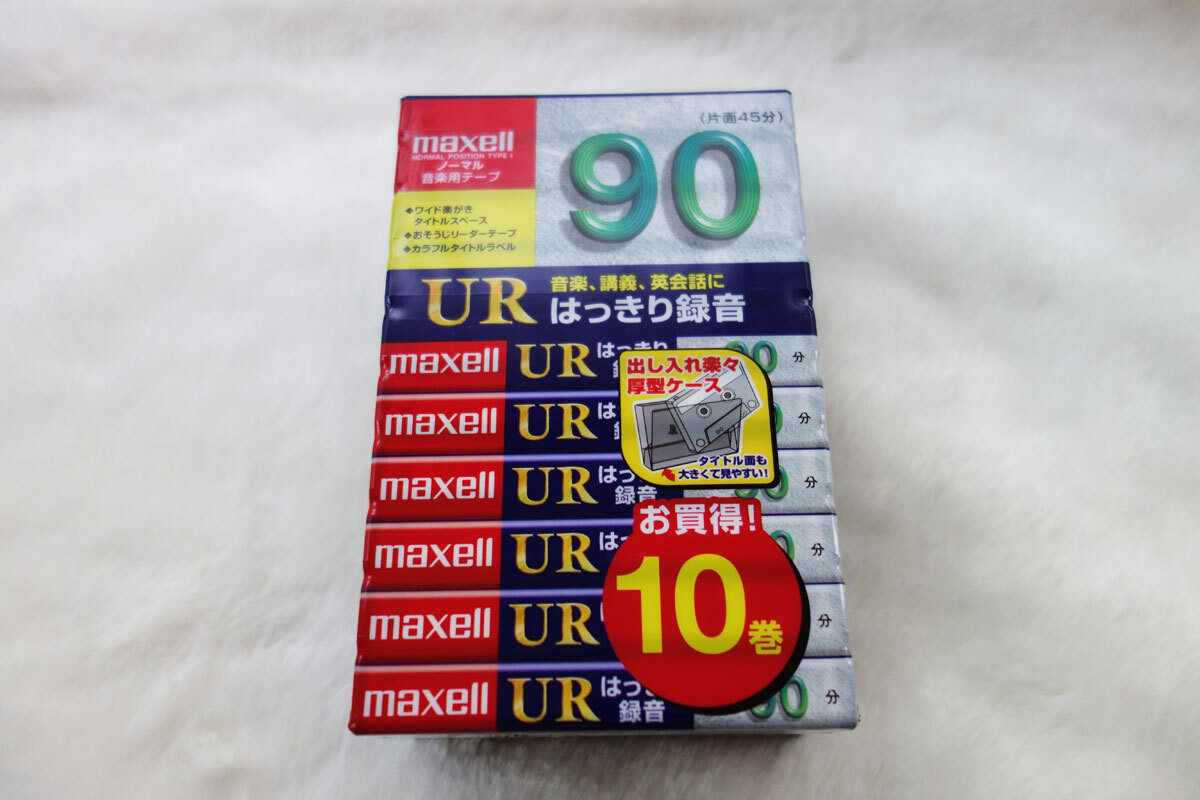 maxell
NORMAL POSITION TYPE I
ノーマル
音楽用テープ
(片面45分)
90
◆ワイド楽がき
タイトルスペース
◆おそうじリーダーテープ
◆カラフルタイトルラベル
UR
音楽、講義、英会話に
はっきり録音
maxell
UR
はっきり
分
出し入れ楽々
厚型ケース
タイトル面も
大きくて見やすい!
maxell
UR
分
maxell
UR
録音
分
maxell
UR
分
お買得!
10巻
maxell
UR
分
maxell
UR
録音
90
分